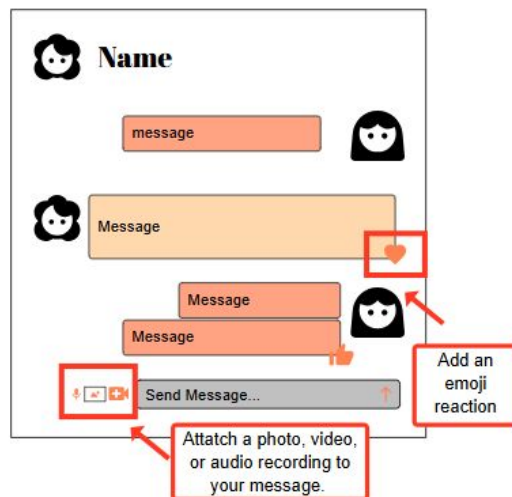 Name
message
Message
Message
Message
Send Message...
Add an
emoji
reaction
Attatch a photo, video,
or audio recording to
your message.